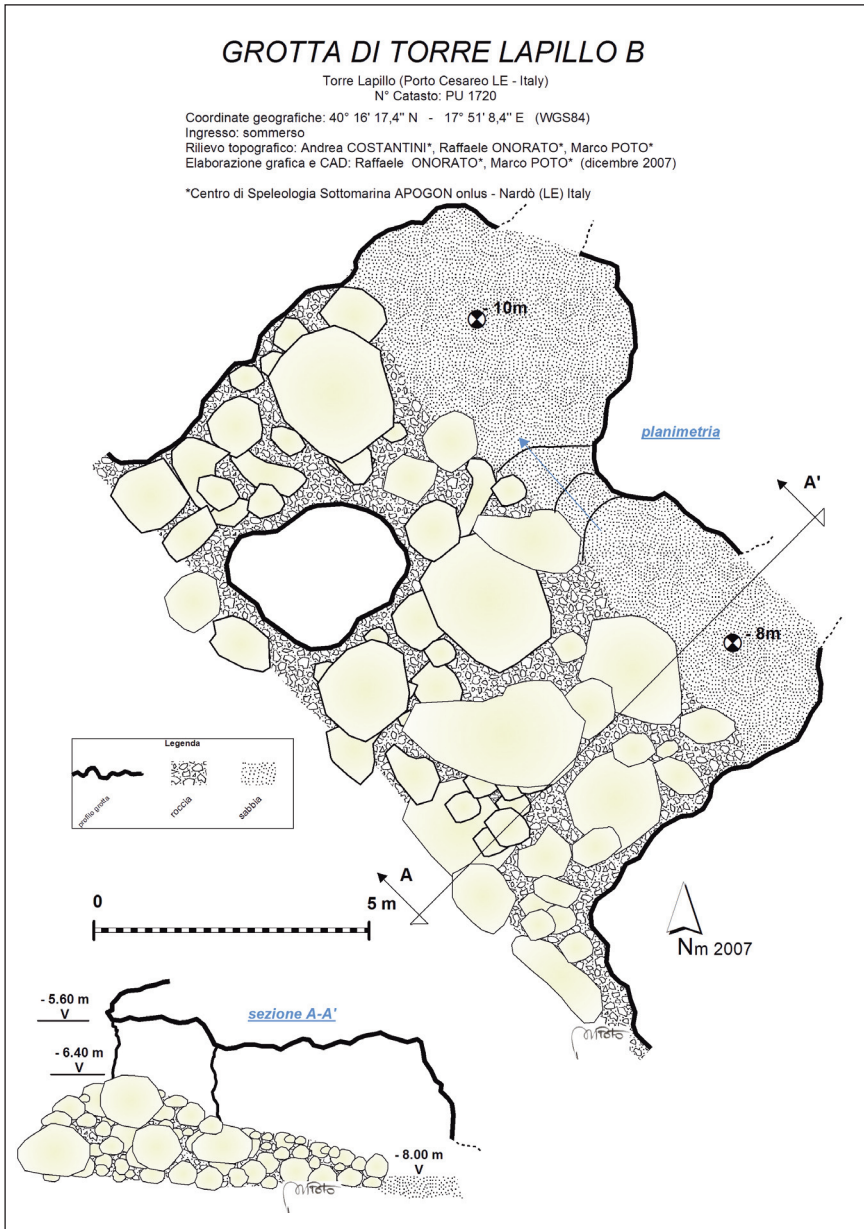 GROTTA DI TORRE LAPILLO B
Torre Lapillo (Porto Cesareo LE - Italy)
N° Catasto: PU 1720
Coordinate geografiche: 40° 16' 17,4" N - 17° 51' 8,4" E (WGS84)
Ingresso: sommerso
Rilievo topografico: Andrea COSTANTINI*, Raffaele ONORATO*, Marco POTO*
Elaborazione grafica e CAD: Raffaele ONORATO*, Marco POTO* (dicembre 2007)
*Centro di Speleologia Sottomarina APOGON onlus - Nardò (LE) Italy
- 10m
planimetria
A'
- 8m
Legenda
profilo grotta
roccia
sabbia
A
0
5 m
Nm 2007
- 5.60 m
V
sezione A-A'
- 6.40 m
V
- 8.00 m
V